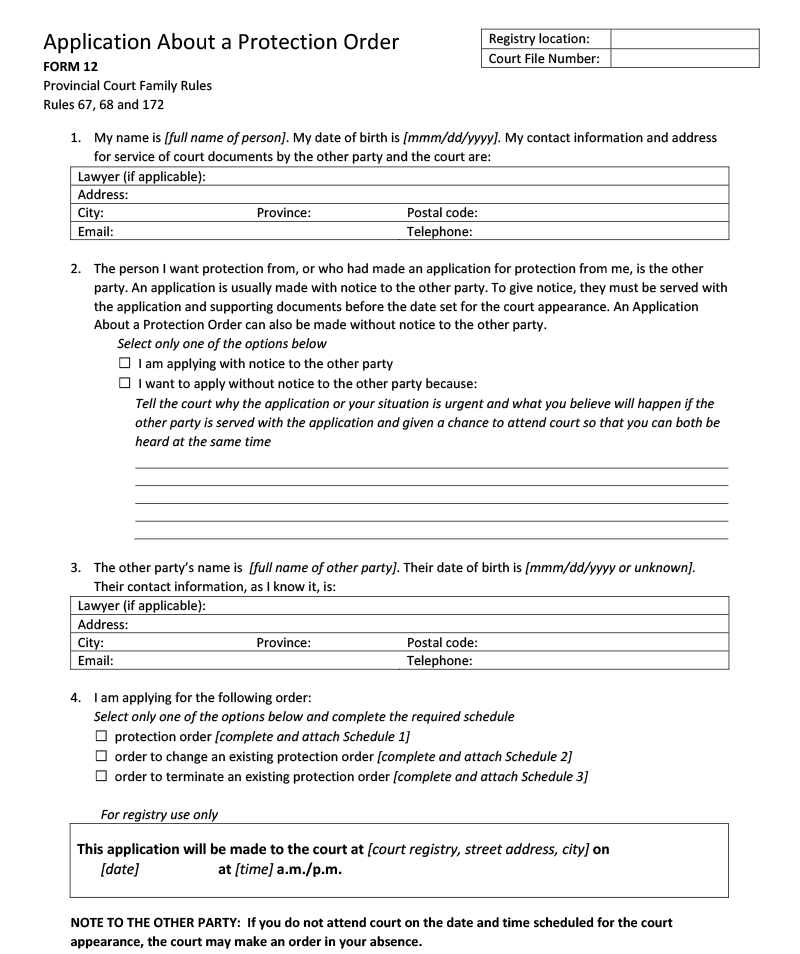 Application About a Protection Order
Registry location:
Court File Number:
FORM 12
Provincial Court Family Rules
Rules 67, 68 and 172
1. My name is [full name of person]. My date of birth is [mmm/dd/yyyy]. My contact information and address
for service of court documents by the other party and the court are:
Lawyer (if applicable):
Address:
City: Province: Postal code:
Email: Telephone:
2. The person I want protection from, or who had made an application for protection from me, is the other
party. An application is usually made with notice to the other party. To give notice, they must be served with
the application and supporting documents before the date set for the court appearance. An Application
About a Protection Order can also be made without notice to the other party.
Select only one of the options below
☐ I am applying with notice to the other party
☐ I want to apply without notice to the other party because:
Tell the court why the application or your situation is urgent and what you believe will happen if the
other party is served with the application and given a chance to attend court so that you can both be
heard at the same time
3. The other party's name is [full name of other party]. Their date of birth is [mmm/dd/yyyy or unknown].
Their contact information, as I know it, is:
Lawyer (if applicable):
Address:
City: Province: Postal code:
Email: Telephone:
4. I am applying for the following order:
Select only one of the options below and complete the required schedule
☐ protection order [complete and attach Schedule 1]
☐ order to change an existing protection order [complete and attach Schedule 2]
☐ order to terminate an existing protection order [complete and attach Schedule 3]
For registry use only
This application will be made to the court at [court registry, street address, city] on
[date] at [time] a.m./p.m.
NOTE TO THE OTHER PARTY: If you do not attend court on the date and time scheduled for the court
appearance, the court may make an order in your absence.